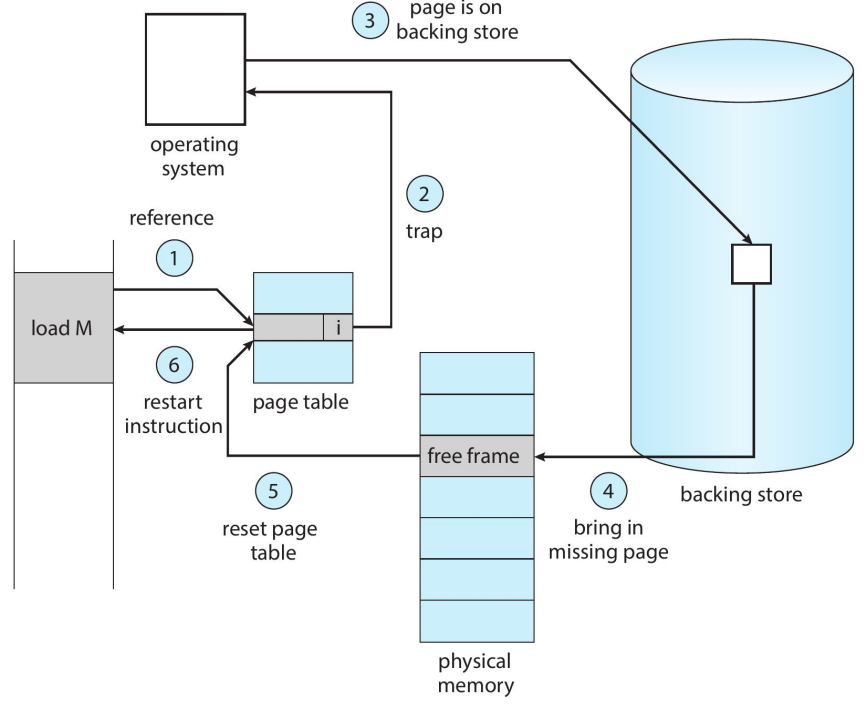 3
page is on
backing store
operating
system
2
trap
reference
1
load M
i
6
restart
instruction
page table
free frame
5
reset page
table
4
bring in
missing page
backing store
physical
memory